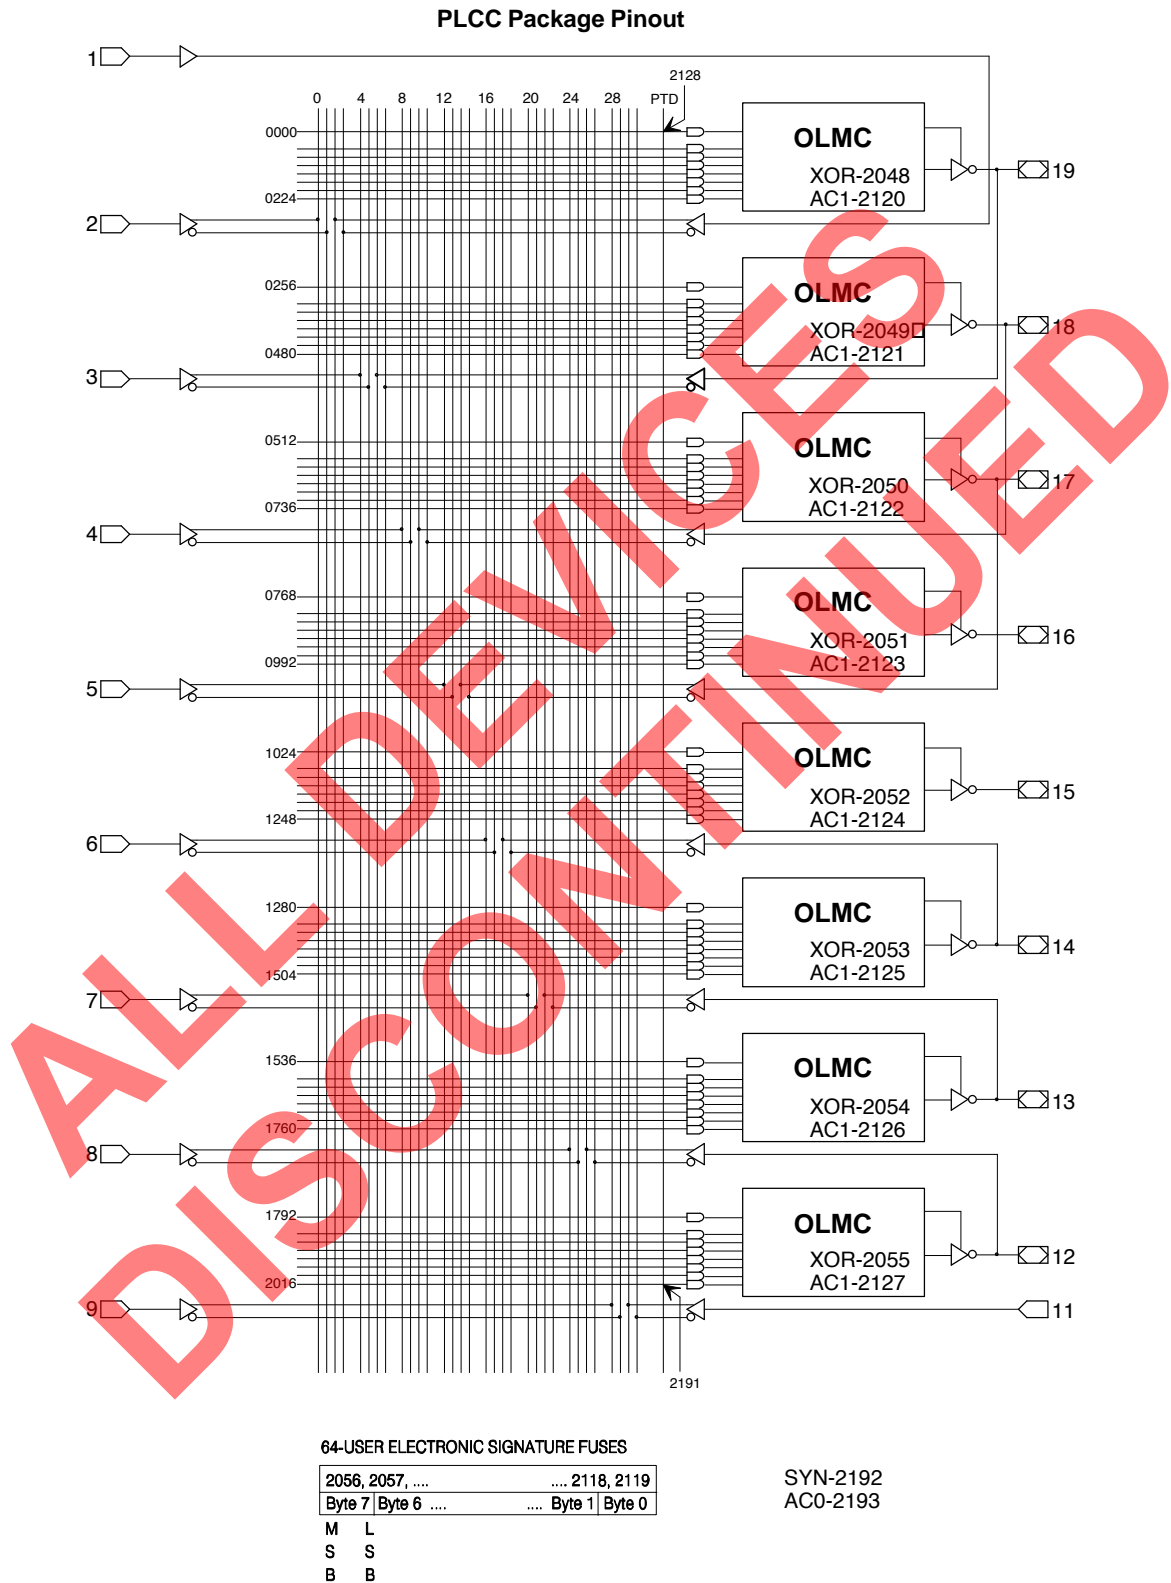 PLCC Package Pinout
1
2128
0 4 8 12 16 20 24 28 PTD
0000
OLMC
XOR-2048
AC1-2120
19
0224
2
0256
OLMC
XOR-2049
AC1-2121
18
0480
3
0512
OLMC
XOR-2050
AC1-2122
17
0736
4
0768
OLMC
XOR-2051
AC1-2123
16
0992
5
1024
OLMC
XOR-2052
AC1-2124
15
1248
6
1280
OLMC
XOR-2053
AC1-2125
14
1504
7
1536
OLMC
XOR-2054
AC1-2126
13
1760
8
1792
OLMC
XOR-2055
AC1-2127
12
2016
9
11
2191
ALL DEVICES
DISCONTINUED
64-USER ELECTRONIC SIGNATURE FUSES
2056, 2057, .... .... 2118, 2119
Byte 7 Byte 6 .... .... Byte 1 Byte 0
M L
S S
B B
SYN-2192
AC0-2193